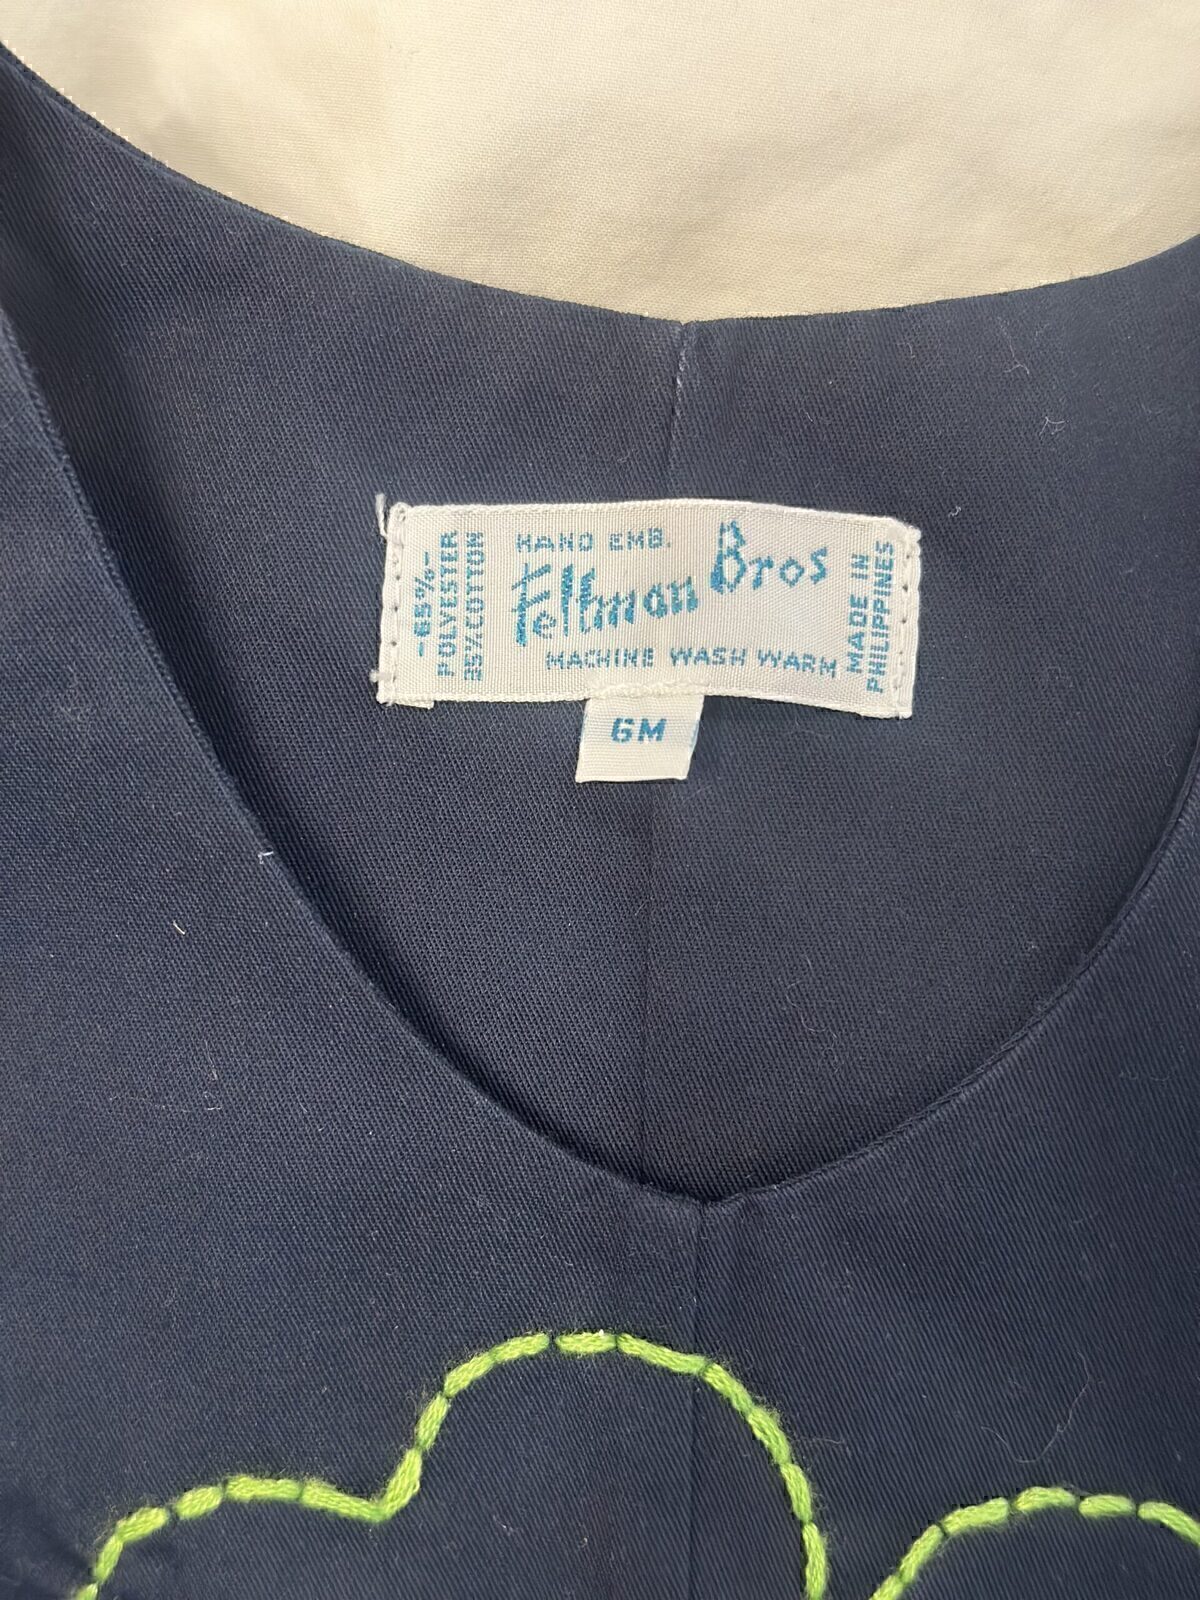 -65%-
POLYESTER
35% COTTON
HAND EMB.
Feltman Bros
MACHINE WASH WARM
MADE IN
PHILIPPINES
6M